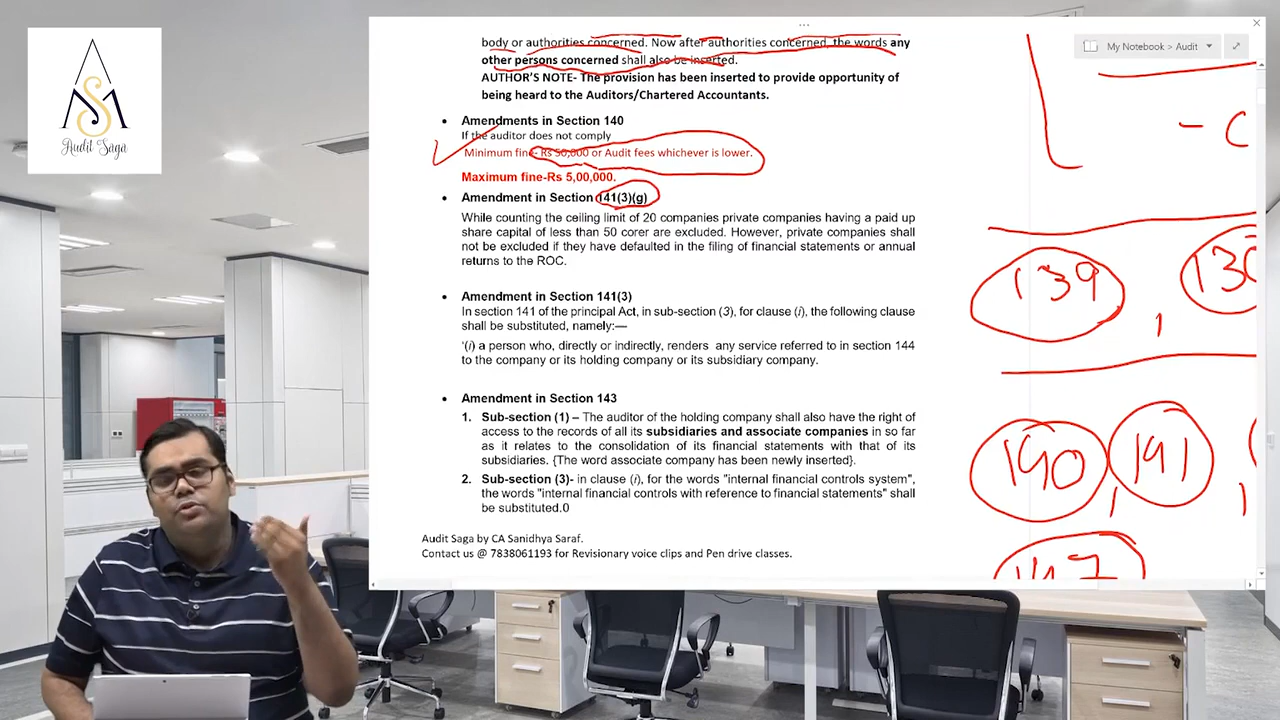 AS
Audit Saga
...
My Notebook > Audit
body or authorities concerned. Now after authorities concerned, the words any
other persons concerned shall also be inserted.
AUTHOR'S NOTE- The provision has been inserted to provide opportunity of
being heard to the Auditors/Chartered Accountants.
• Amendments in Section 140
If the auditor does not comply
Minimum fine- Rs 50,000 or Audit fees whichever is lower.
Maximum fine-Rs 5,00,000.
• Amendment in Section 141(3)(g)
While counting the ceiling limit of 20 companies private companies having a paid up
share capital of less than 50 corer are excluded. However, private companies shall
not be excluded if they have defaulted in the filing of financial statements or annual
returns to the ROC.
• Amendment in Section 141(3)
In section 141 of the principal Act, in sub-section (3), for clause (i), the following clause
shall be substituted, namely:—
‘(i) a person who, directly or indirectly, renders any service referred to in section 144
to the company or its holding company or its subsidiary company.
• Amendment in Section 143
1. Sub-section (1) – The auditor of the holding company shall also have the right of
access to the records of all its subsidiaries and associate companies in so far
as it relates to the consolidation of its financial statements with that of its
subsidiaries. {The word associate company has been newly inserted}.
2. Sub-section (3)- in clause (i), for the words "internal financial controls system",
the words "internal financial controls with reference to financial statements" shall
be substituted.0
Audit Saga by CA Sanidhya Saraf.
Contact us @ 7838061193 for Revisionary voice clips and Pen drive classes.
- C
139,
140, 141,
147